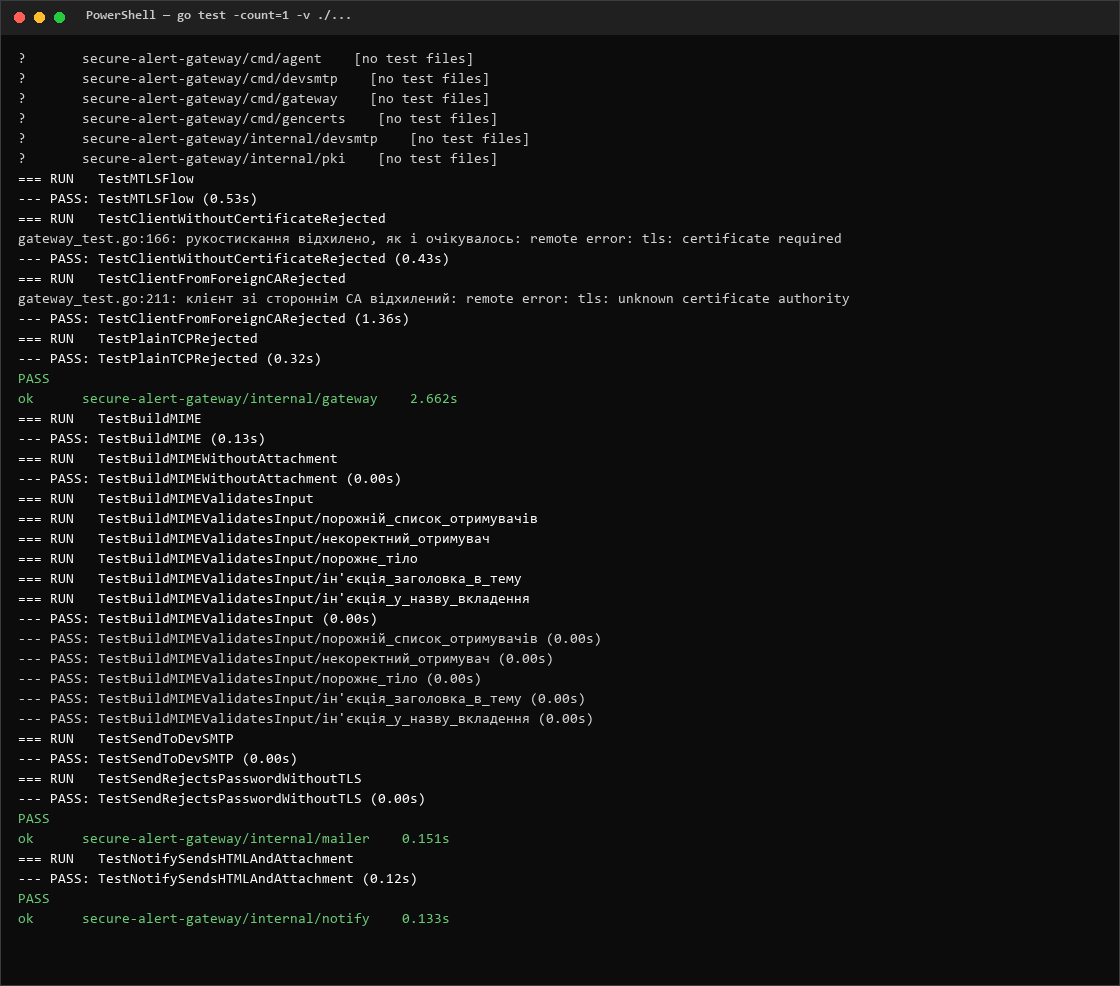 PowerShell — go test -count=1 -v ./...
?       secure-alert-gateway/cmd/agent    [no test files]
?       secure-alert-gateway/cmd/devsmtp    [no test files]
?       secure-alert-gateway/cmd/gateway    [no test files]
?       secure-alert-gateway/cmd/gencerts    [no test files]
?       secure-alert-gateway/internal/devsmtp    [no test files]
?       secure-alert-gateway/internal/pki    [no test files]
=== RUN   TestMTLSFlow
--- PASS: TestMTLSFlow (0.53s)
=== RUN   TestClientWithoutCertificateRejected
gateway_test.go:166: рукостискання відхилено, як і очікувалось: remote error: tls: certificate required
--- PASS: TestClientWithoutCertificateRejected (0.43s)
=== RUN   TestClientFromForeignCARejected
gateway_test.go:211: клієнт зі стороннім CA відхилений: remote error: tls: unknown certificate authority
--- PASS: TestClientFromForeignCARejected (1.36s)
=== RUN   TestPlainTCPRejected
--- PASS: TestPlainTCPRejected (0.32s)
PASS
ok      secure-alert-gateway/internal/gateway    2.662s
=== RUN   TestBuildMIME
--- PASS: TestBuildMIME (0.13s)
=== RUN   TestBuildMIMEWithoutAttachment
--- PASS: TestBuildMIMEWithoutAttachment (0.00s)
=== RUN   TestBuildMIMEValidatesInput
=== RUN   TestBuildMIMEValidatesInput/порожній_список_отримувачів
=== RUN   TestBuildMIMEValidatesInput/некоректний_отримувач
=== RUN   TestBuildMIMEValidatesInput/порожнє_тіло
=== RUN   TestBuildMIMEValidatesInput/ін'єкція_заголовка_в_тему
=== RUN   TestBuildMIMEValidatesInput/ін'єкція_у_назву_вкладення
--- PASS: TestBuildMIMEValidatesInput (0.00s)
--- PASS: TestBuildMIMEValidatesInput/порожній_список_отримувачів (0.00s)
--- PASS: TestBuildMIMEValidatesInput/некоректний_отримувач (0.00s)
--- PASS: TestBuildMIMEValidatesInput/порожнє_тіло (0.00s)
--- PASS: TestBuildMIMEValidatesInput/ін'єкція_заголовка_в_тему (0.00s)
--- PASS: TestBuildMIMEValidatesInput/ін'єкція_у_назву_вкладення (0.00s)
=== RUN   TestSendToDevSMTP
--- PASS: TestSendToDevSMTP (0.00s)
=== RUN   TestSendRejectsPasswordWithoutTLS
--- PASS: TestSendRejectsPasswordWithoutTLS (0.00s)
PASS
ok      secure-alert-gateway/internal/mailer    0.151s
=== RUN   TestNotifySendsHTMLAndAttachment
--- PASS: TestNotifySendsHTMLAndAttachment (0.12s)
PASS
ok      secure-alert-gateway/internal/notify    0.133s